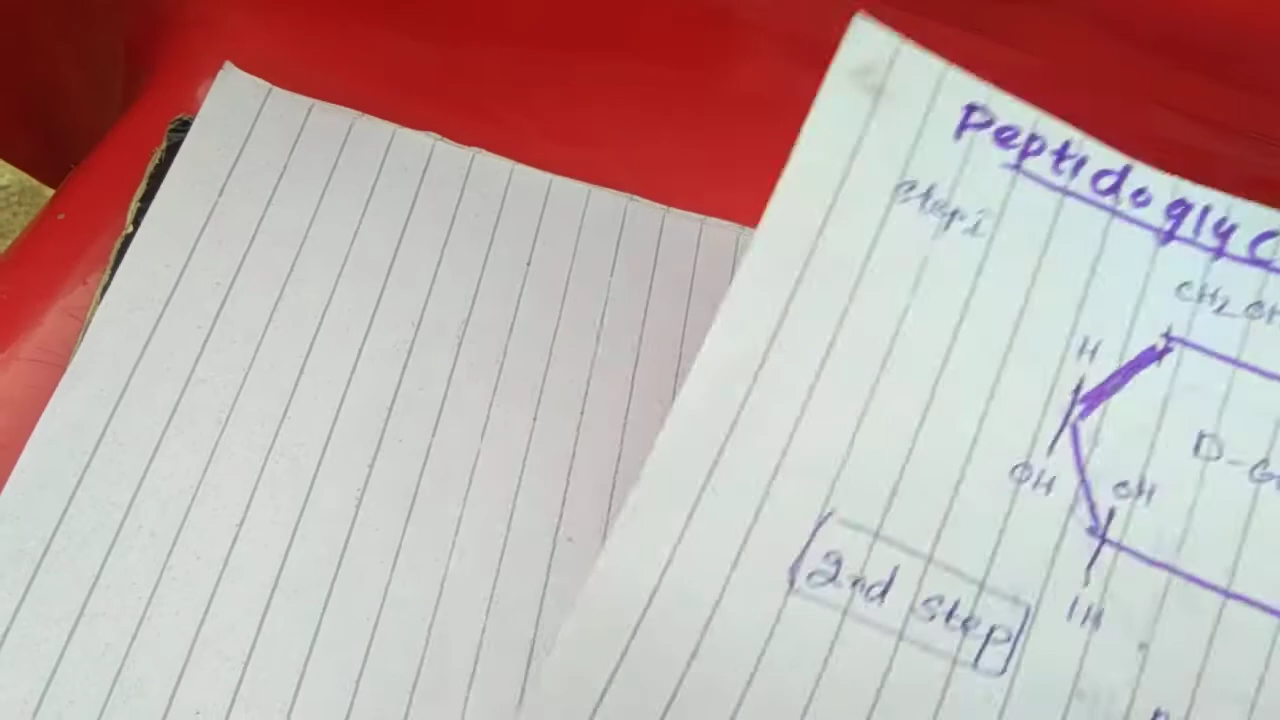 Peptidoglyc
Step 1
CH2OH
H
D-G
OH
OH
H
2nd Step